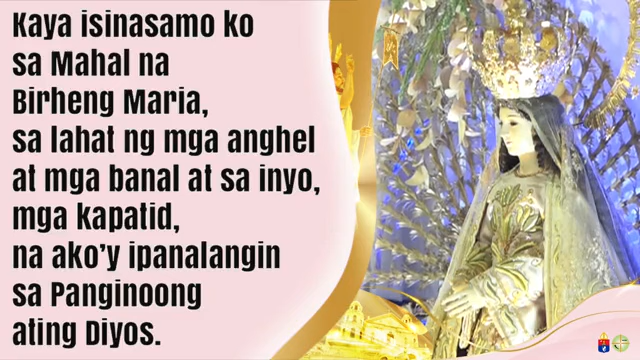 Kaya isinasamo ko
sa Mahal na
Birheng Maria,
sa lahat ng mga anghel
at mga banal at sa inyo,
mga kapatid,
na ako’y ipanalangin
sa Panginoong
ating Diyos.